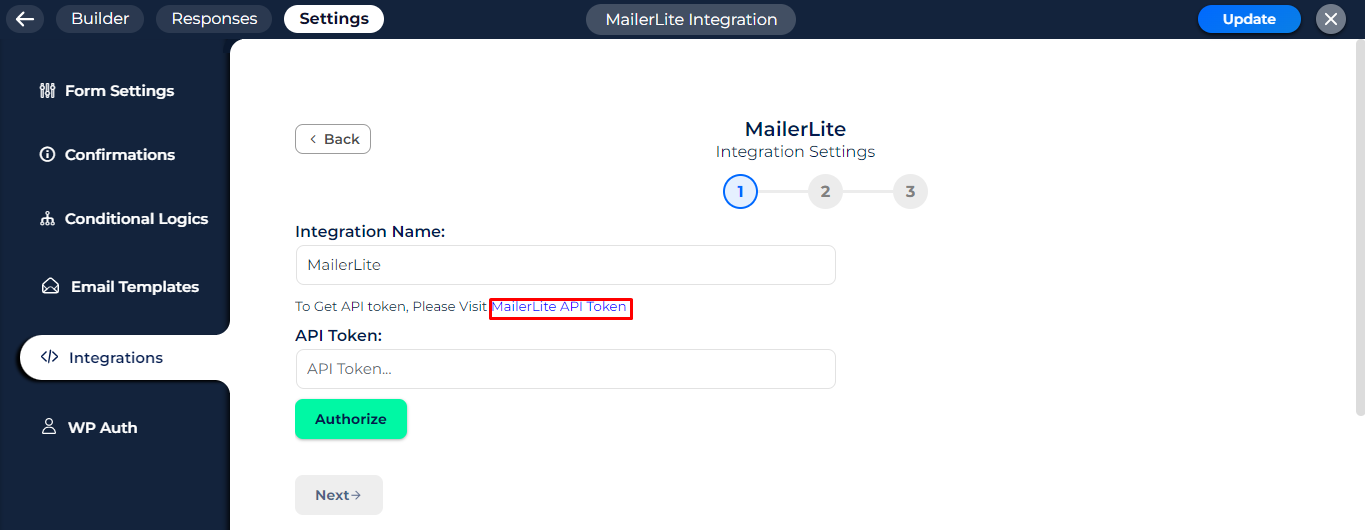 Builder
Responses
Settings
MailerLite Integration
Update
Form Settings
Confirmations
Conditional Logics
Email Templates
Integrations
WP Auth
Back
MailerLite
Integration Settings
1
2
3
Integration Name:
MailerLite
To Get API token, Please Visit MailerLite API Token
API Token:
API Token...
Authorize
Next